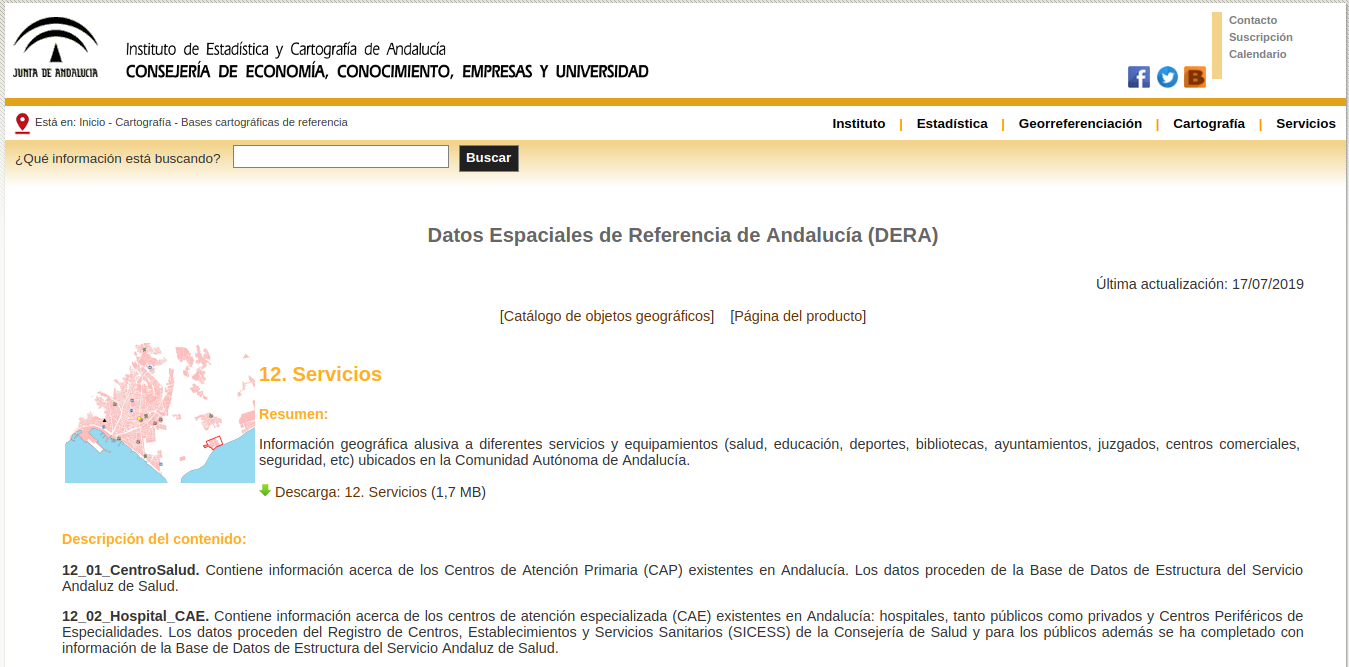 JUNTA DE ANDALUCIA
Instituto de Estadística y Cartografía de Andalucía
CONSEJERÍA DE ECONOMÍA, CONOCIMIENTO, EMPRESAS Y UNIVERSIDAD
Contacto
Suscripción
Calendario
f B
Está en: Inicio - Cartografía - Bases cartográficas de referencia
Instituto | Estadística | Georreferenciación | Cartografía | Servicios
¿Qué información está buscando? Buscar
Datos Espaciales de Referencia de Andalucía (DERA)
Última actualización: 17/07/2019
[Catálogo de objetos geográficos] [Página del producto]
12. Servicios
Resumen:
Información geográfica alusiva a diferentes servicios y equipamientos (salud, educación, deportes, bibliotecas, ayuntamientos, juzgados, centros comerciales,
seguridad, etc) ubicados en la Comunidad Autónoma de Andalucía.
Descarga: 12. Servicios (1,7 MB)
Descripción del contenido:
12_01_CentroSalud. Contiene información acerca de los Centros de Atención Primaria (CAP) existentes en Andalucía. Los datos proceden de la Base de Datos de Estructura del Servicio
Andaluz de Salud.
12_02_Hospital_CAE. Contiene información acerca de los centros de atención especializada (CAE) existentes en Andalucía: hospitales, tanto públicos como privados y Centros Periféricos de
Especialidades. Los datos proceden del Registro de Centros, Establecimientos y Servicios Sanitarios (SICESS) de la Consejería de Salud y para los públicos además se ha completado con
información de la Base de Datos de Estructura del Servicio Andaluz de Salud.